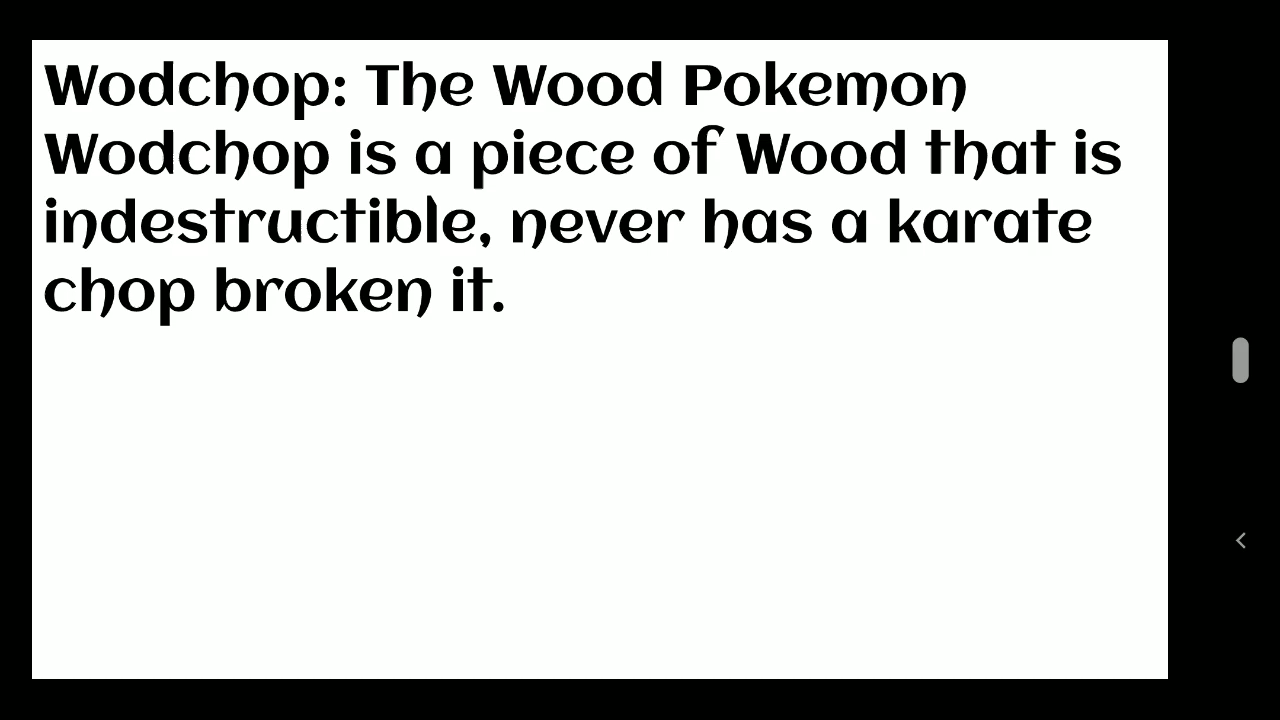 Wodchop: The Wood Pokemon
Wodchop is a piece of Wood that is
indestructible, never has a karate
chop broken it.